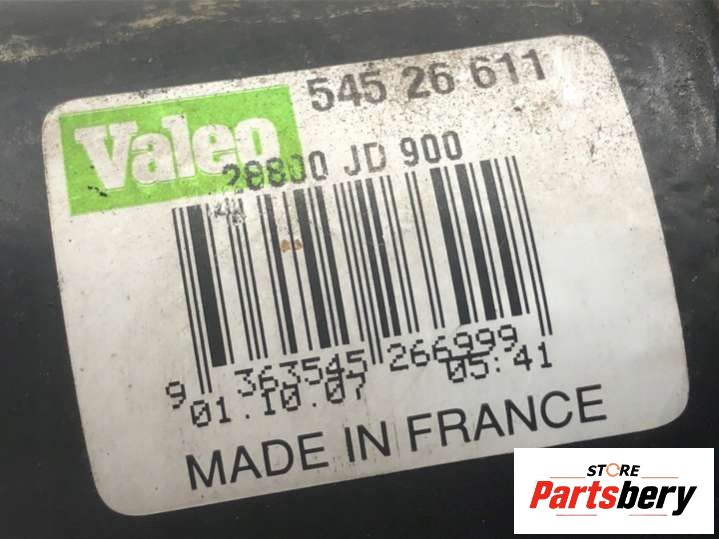 Valeo
545 26 611
28800 JD 900
9 363545 266999
01.10.07 05:41
MADE IN FRANCE
STORE
Partsbery